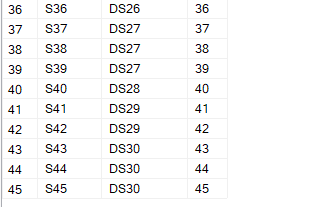 36 S36 DS26 36
37 S37 DS27 37
38 S38 DS27 38
39 S39 DS27 39
40 S40 DS28 40
41 S41 DS29 41
42 S42 DS29 42
43 S43 DS30 43
44 S44 DS30 44
45 S45 DS30 45